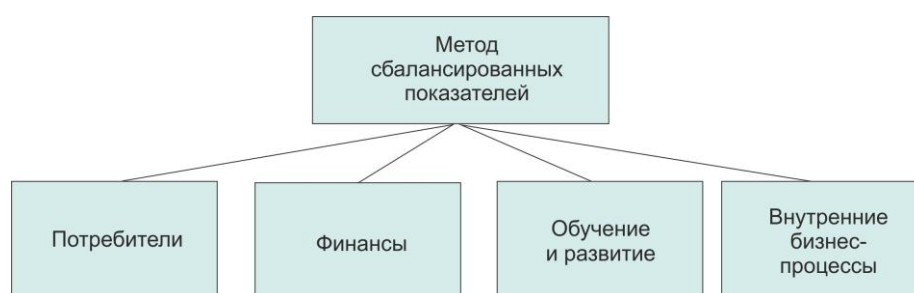 Метод
сбалансированных
показателей
Потребители
Финансы
Обучение
и развитие
Внутренние
бизнес-
процессы